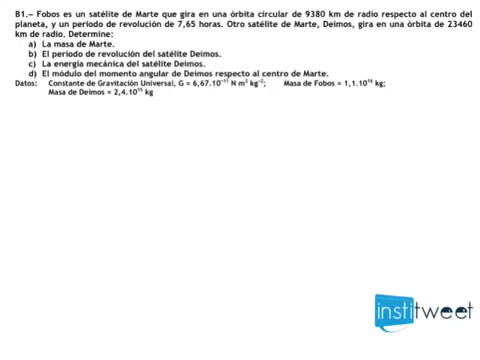 B1.– Fobos es un satélite de Marte que gira en una órbita circular de 9380 km de radio respecto al centro del
planeta, y un período de revolución de 7,65 horas. Otro satélite de Marte, Deimos, gira en una órbita de 23460
km de radio. Determine:
a) La masa de Marte.
b) El período de revolución del satélite Deimos.
c) La energía mecánica del satélite Deimos.
d) El módulo del momento angular de Deimos respecto al centro de Marte.
Datos: Constante de Gravitación Universal, G = 6,67.10⁻¹¹ N m² kg⁻²; Masa de Fobos = 1,1.10¹⁶ kg;
Masa de Deimos = 2,4.10¹⁵ kg
institweet